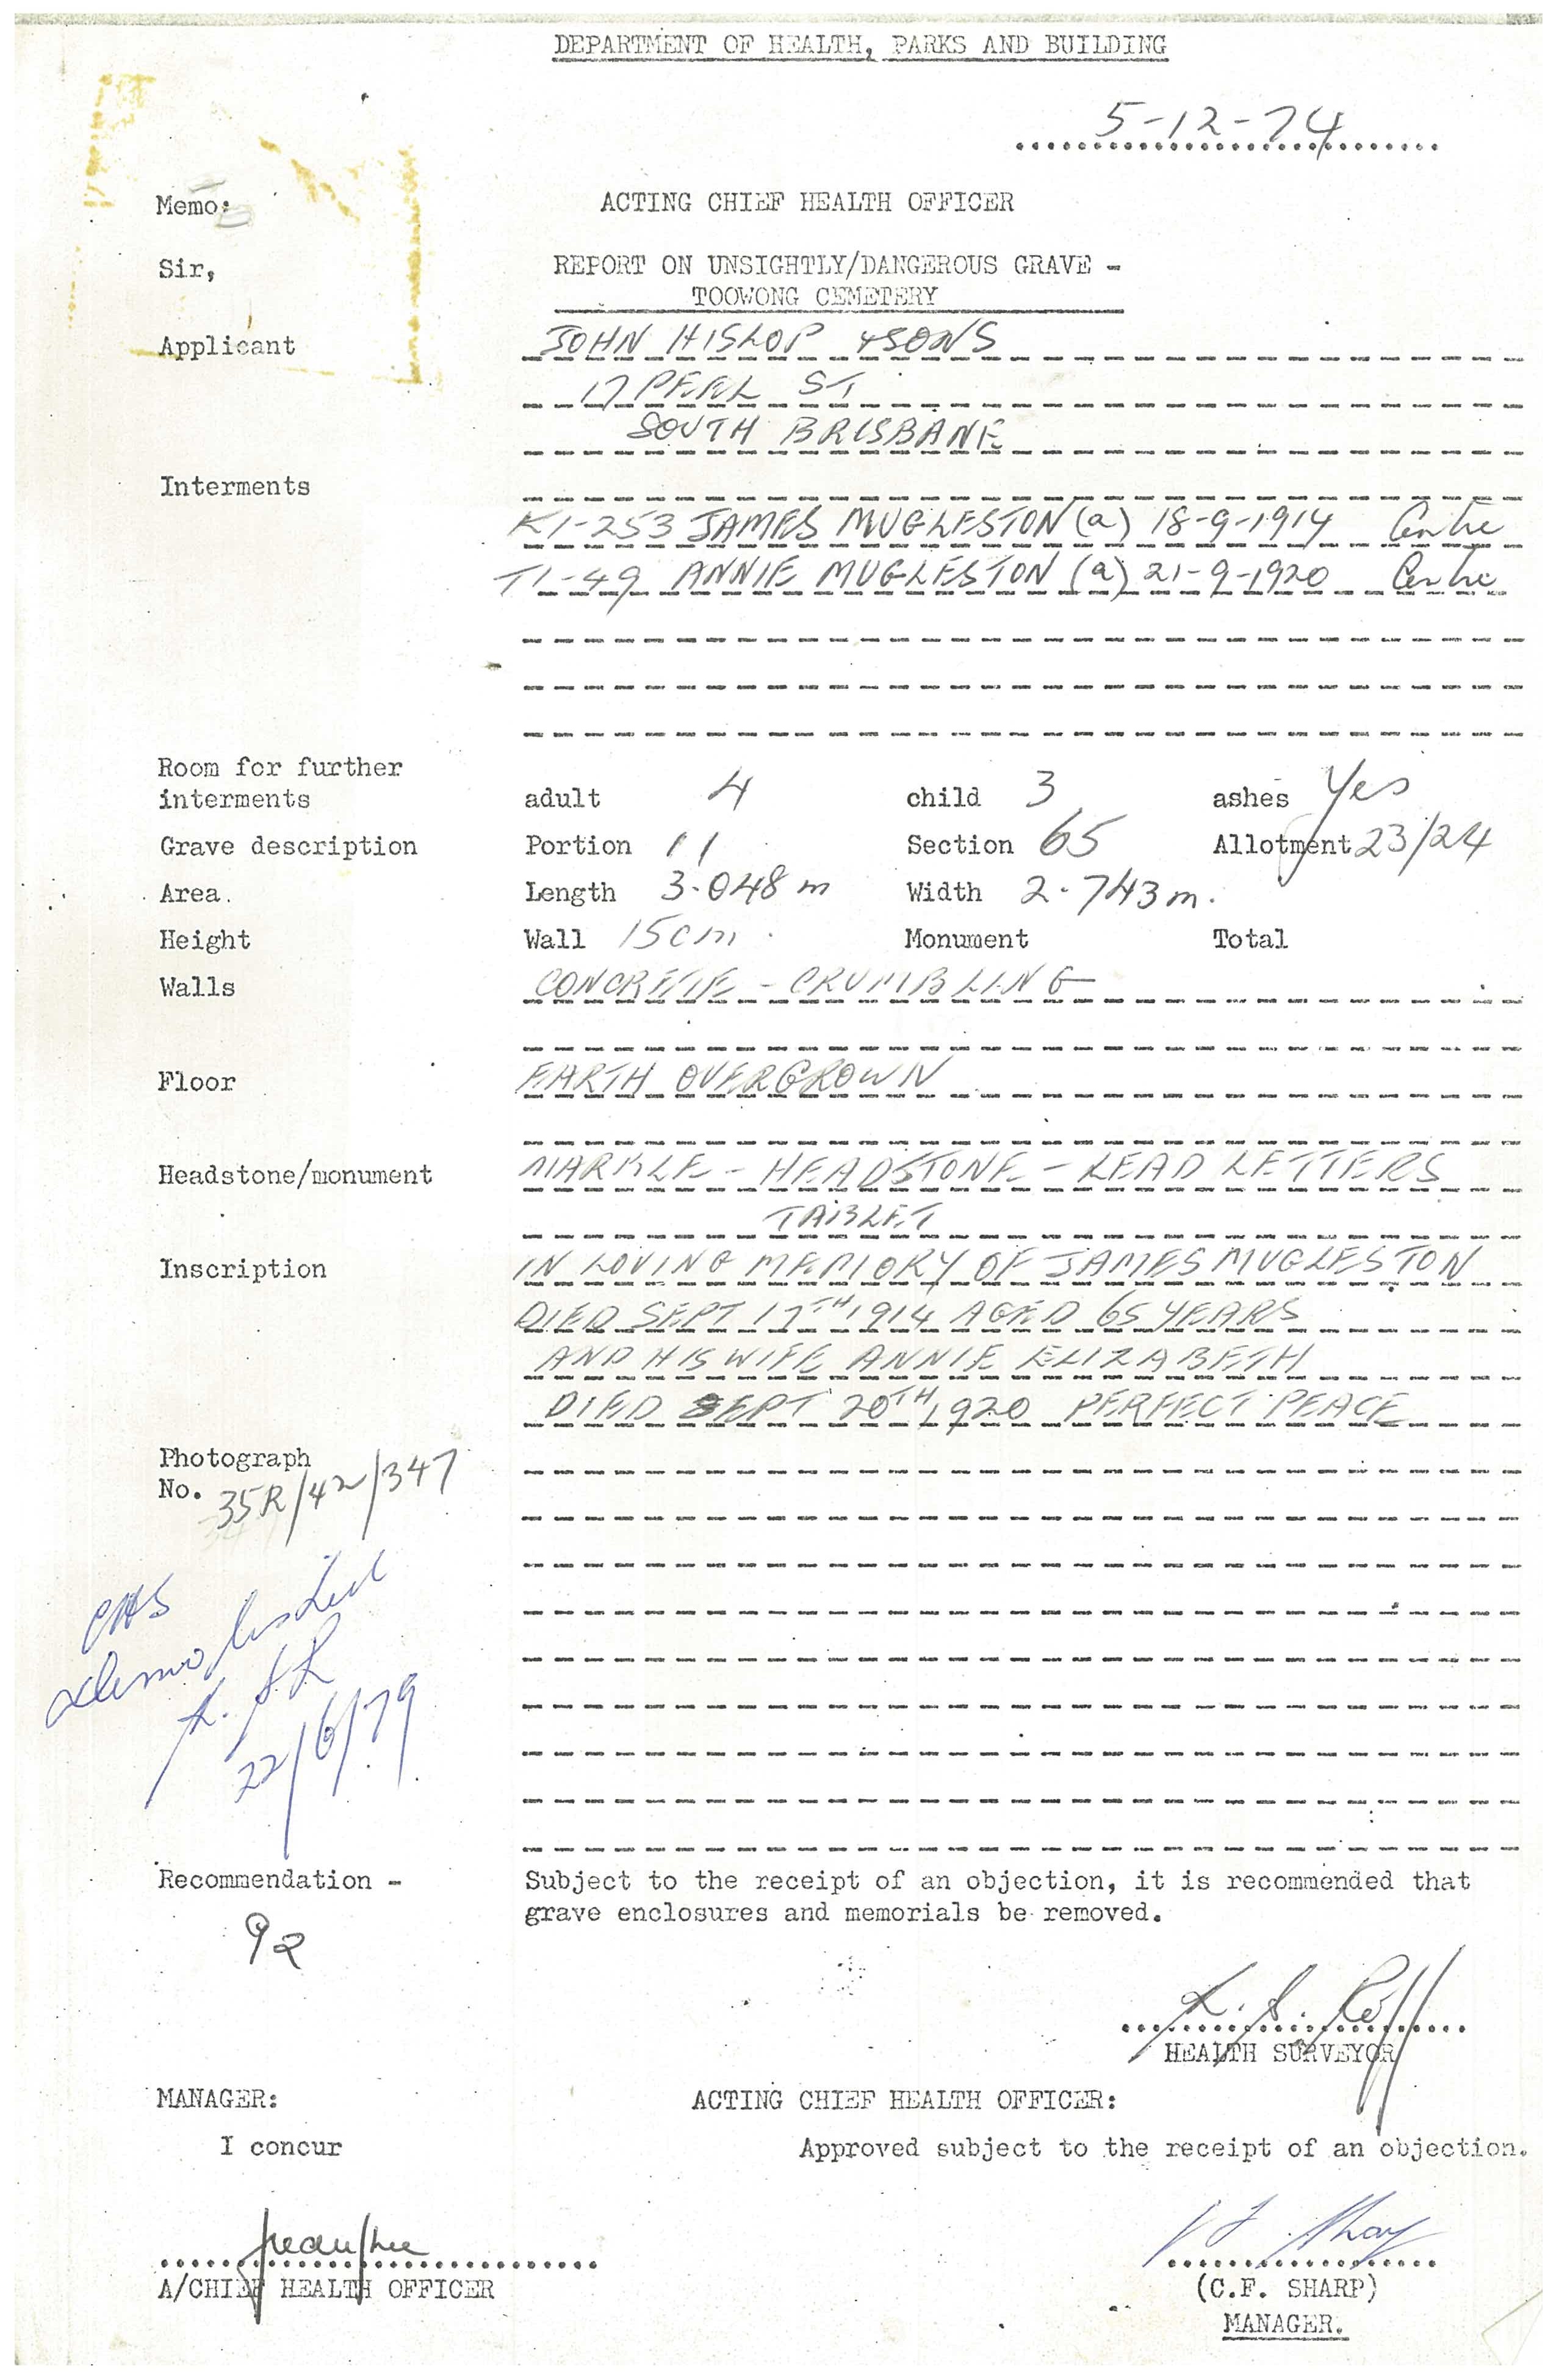 DEPARTMENT OF HEALTH, PARKS AND BUILDING
5-12-74
Memo: ACTING CHIEF HEALTH OFFICER
Sir, REPORT ON UNSIGHTLY/DANGEROUS GRAVE -
TOOWONG CEMETERY
Applicant JOHN HISLOP & SONS
17 PEEL ST
SOUTH BRISBANE
Interments
K1-253 JAMES MUGLESTON (a) 18-9-1914 Centre
T1-49 ANNIE MUGLESTON (a) 21-9-1920 Centre
Room for further
interments adult 4 child 3 ashes Yes
Grave description Portion 11 Section 65 Allotment 23/24
Area. Length 3.048 m Width 2.743 m.
Height Wall 15 cm. Monument Total
Walls CONCRETE - CRUMBLING
Floor EARTH OVERGROWN
Headstone/monument MARBLE - HEADSTONE - LEAD LETTERS
TABLET
Inscription IN LOVING MEMORY OF JAMES MUGLESTON
DIED SEPT 17TH 1914 AGED 65 YEARS
AND HIS WIFE ANNIE ELIZABETH
DIED SEPT 20TH 1920 PERFECT PEACE
Photograph
No. 35R/42/347
demolished
22/6/79
Recommendation - Subject to the receipt of an objection, it is recommended that
grave enclosures and memorials be removed.
92
HEALTH SURVEYOR
MANAGER: ACTING CHIEF HEALTH OFFICER:
I concur Approved subject to the receipt of an objection.
A/CHIEF HEALTH OFFICER (C.F. SHARP)
MANAGER.